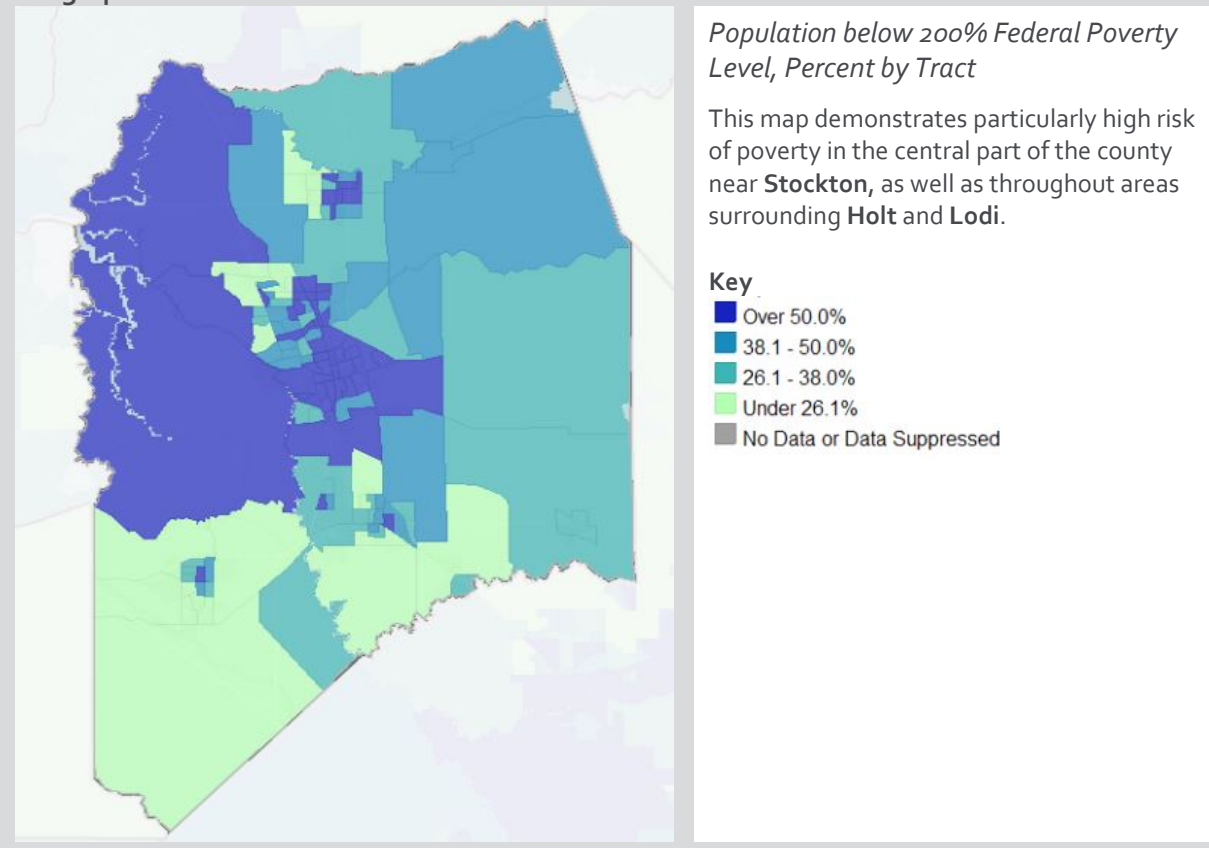 Population below 200% Federal Poverty
Level, Percent by Tract
This map demonstrates particularly high risk
of poverty in the central part of the county
near Stockton, as well as throughout areas
surrounding Holt and Lodi.
Key
Over 50.0%
38.1 - 50.0%
26.1 - 38.0%
Under 26.1%
No Data or Data Suppressed